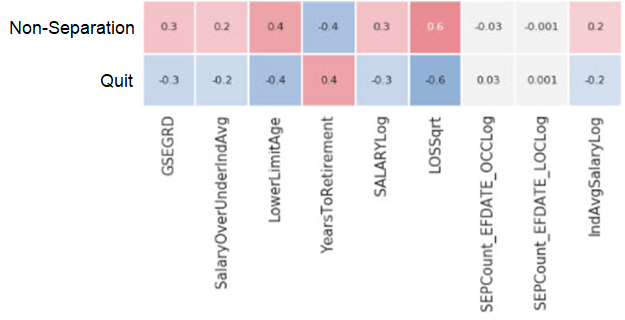 Non-Separation 0.3 0.2 0.4 -0.4 0.3 0.6 -0.03 -0.001 0.2
Quit -0.3 -0.2 -0.4 0.4 -0.3 -0.6 0.03 0.001 -0.2
GSEGRD
SalaryOverUnderIndAvg
LowerLimitAge
YearsToRetirement
SALARYLog
LOSSqrt
SEPCount_EFDATE_OCCLog
SEPCount_EFDATE_LOCLog
IndAvgSalaryLog